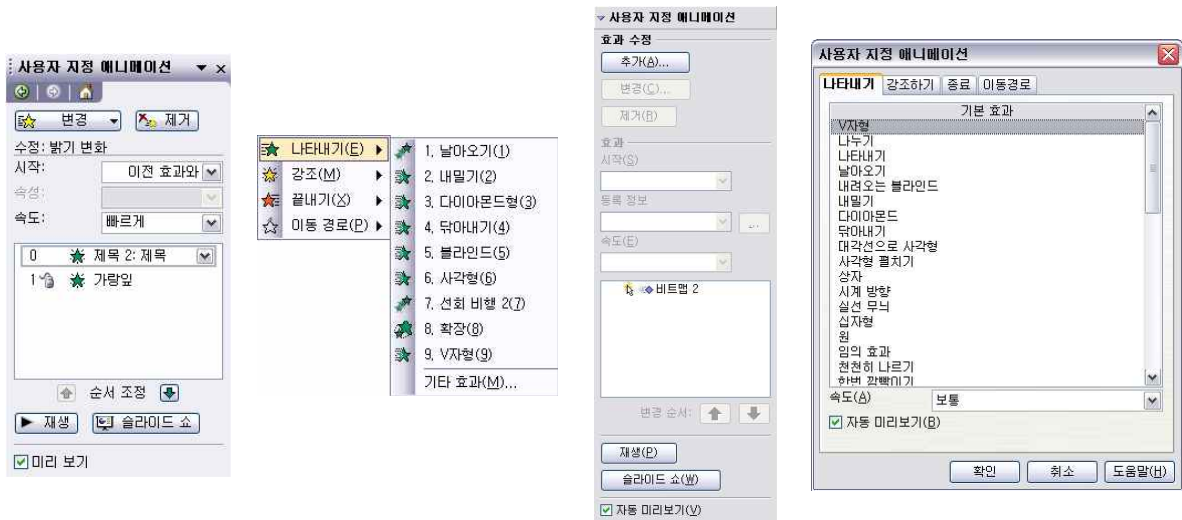 사용자 지정 애니메이션
변경
제거
수정: 밝기 변화
시작:
이전 효과와
속성:
속도:
빠르게
0 제목 2: 제목
1 가랑잎
순서 조정
재생
슬라이드 쇼
미리 보기
나타내기(E)
강조(M)
끝내기(X)
이동 경로(P)
1. 날아오기(1)
2. 내밀기(2)
3. 다이아몬드형(3)
4. 닦아내기(4)
5. 블라인드(5)
6. 사각형(6)
7. 선회 비행 2(7)
8. 확장(8)
9. V자형(9)
기타 효과(M)...
사용자 지정 애니메이션
효과 수정
추가(A)...
변경(C)...
제거(R)
효과
시작(S)
등록 정보
...
속도(E)
비트맵 2
변경 순서:
재생(P)
슬라이드 쇼(W)
자동 미리보기(V)
사용자 지정 애니메이션
나타내기 강조하기 종료 이동경로
기본 효과
V자형
나누기
나타내기
날아오기
내려오는 블라인드
내밀기
다이아몬드
닦아내기
대각선으로 사각형
사각형 펼치기
상자
시계 방향
실선 무늬
십자형
원
임의 효과
천천히 나르기
한번 깜빡이기
속도(A)
보통
자동 미리보기(B)
확인
취소
도움말(H)